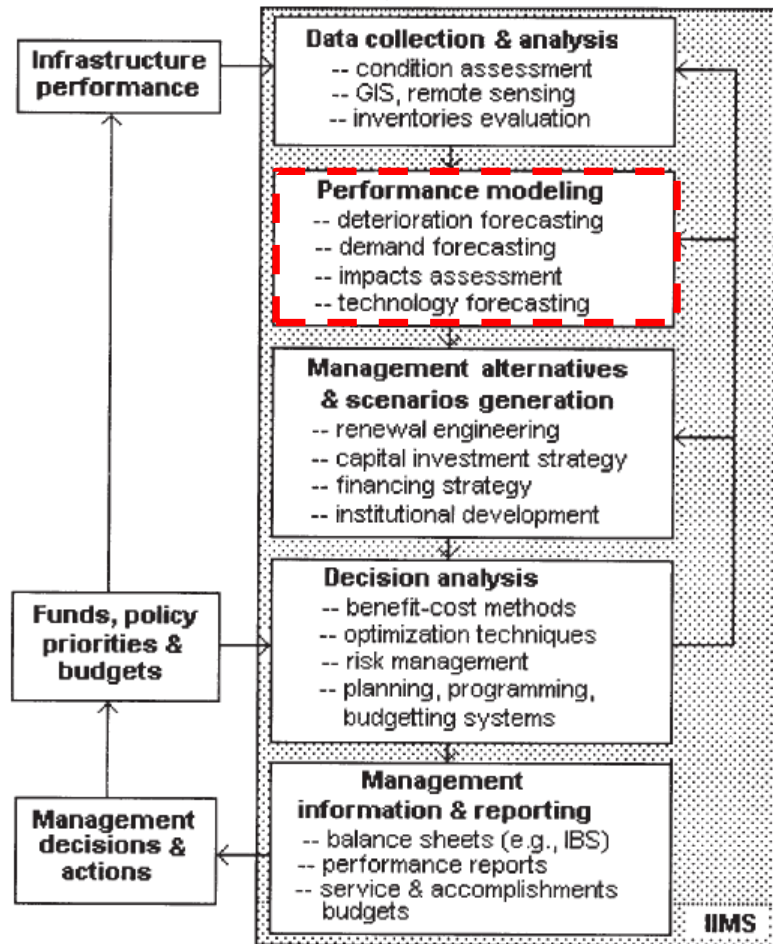 Infrastructure
performance
Data collection & analysis
-- condition assessment
-- GIS, remote sensing
-- inventories evaluation
Performance modeling
-- deterioration forecasting
-- demand forecasting
-- impacts assessment
-- technology forecasting
Management alternatives
& scenarios generation
-- renewal engineering
-- capital investment strategy
-- financing strategy
-- institutional development
Funds, policy
priorities &
budgets
Decision analysis
-- benefit-cost methods
-- optimization techniques
-- risk management
-- planning, programming,
budgetting systems
Management
decisions &
actions
Management
information & reporting
-- balance sheets (e.g., IBS)
-- performance reports
-- service & accomplishments
budgets
IIMS